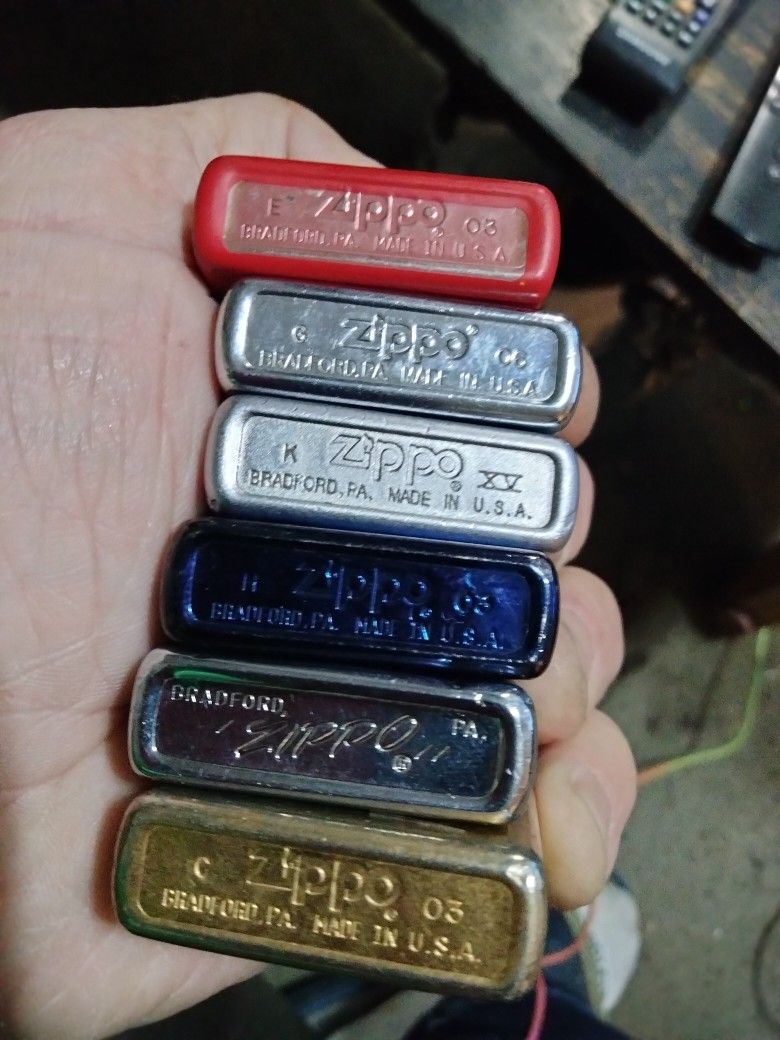 E Zippo 03
BRADFORD, PA. MADE IN U.S.A.
G Zippo® 06
BRADFORD, PA. MADE IN U.S.A.
K Zippo® XV
BRADFORD, PA. MADE IN U.S.A.
H Zippo® 03
BRADFORD, PA. MADE IN U.S.A.
BRADFORD, PA.
"ZIPPO" ®
C Zippo® 03
BRADFORD, PA. MADE IN U.S.A.